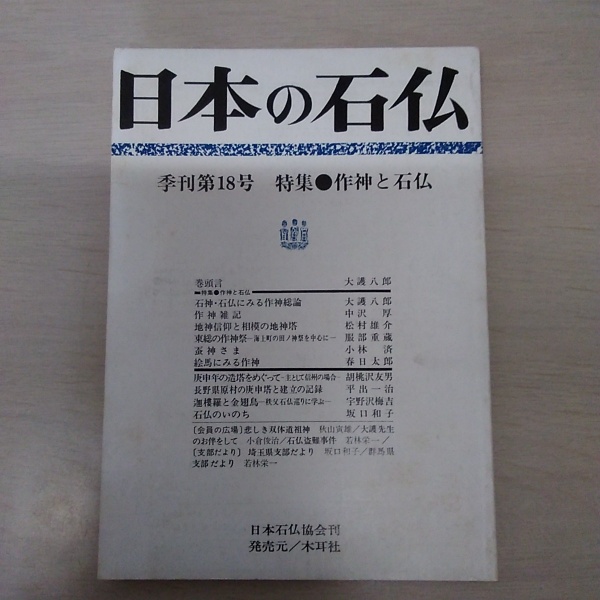 日本の石仏
季刊第18号 特集●作神と石仏
巻頭言 大護八郎
特集●作神と石仏
石神・石仏にみる作神総論 大護八郎
作神雑記 中沢厚
地神信仰と相模の地神塔 松村雄介
東総の作神祭―海上町の田ノ神祭を中心に― 服部重蔵
蚕神さま 小林済
絵馬にみる作神 春日太郎
庚申年の造塔をめぐって―主として信州の場合― 胡桃沢友男
長野県原村の庚申塔と建立の記録 平出一治
迦楼羅と金翅鳥―秩父石仏巡りに学ぶ― 宇野沢梅吉
石仏のいのち 坂口和子
〔会員の広場〕悲しき双体道祖神 秋山寅雄/大護先生
のお伴をして 小倉俊治/石仏盗難事件 若林栄一/
〔支部だより〕埼玉県支部だより 坂口和子/群馬県
支部だより 若林栄一
日本石仏協会刊
発売元/木耳社